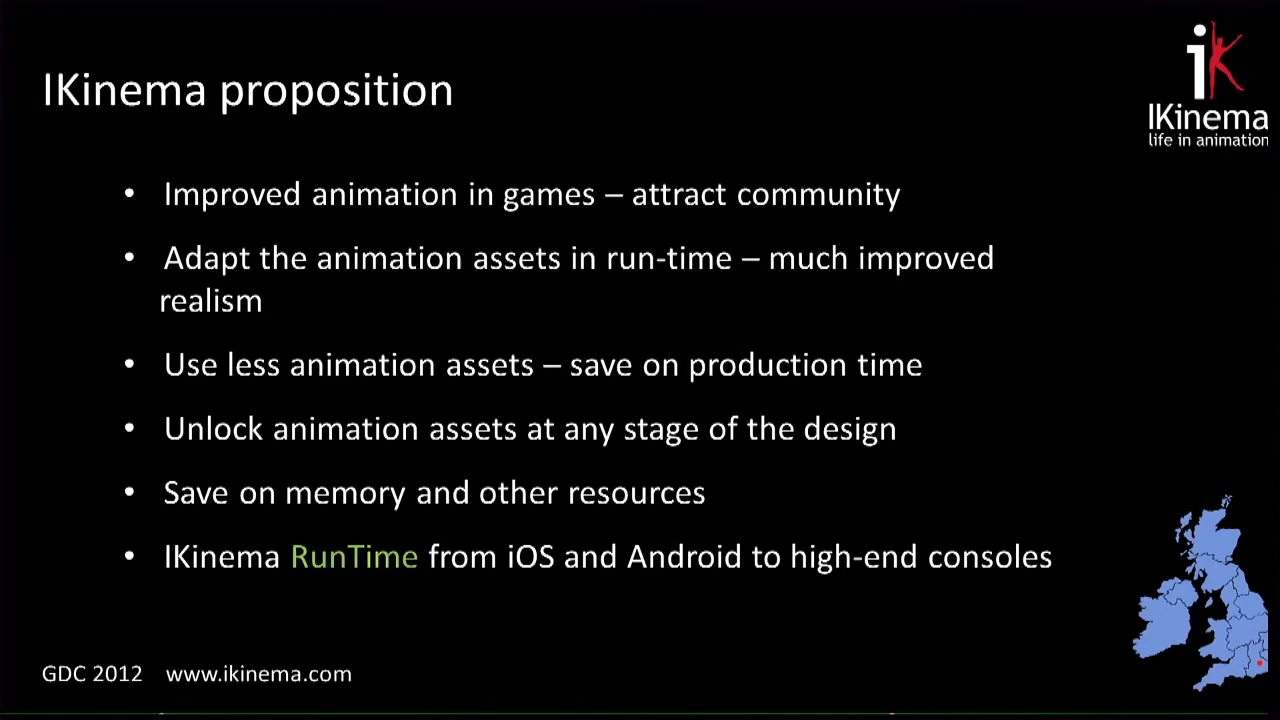 IKinema proposition
iK
IKinema
life in animation
• Improved animation in games – attract community
• Adapt the animation assets in run-time – much improved
realism
• Use less animation assets – save on production time
• Unlock animation assets at any stage of the design
• Save on memory and other resources
• IKinema RunTime from iOS and Android to high-end consoles
GDC 2012 www.ikinema.com